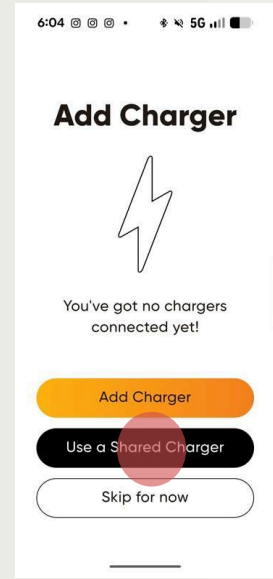 6:04 5G
Add Charger
You've got no chargers
connected yet!
Add Charger
Use a Shared Charger
Skip for now